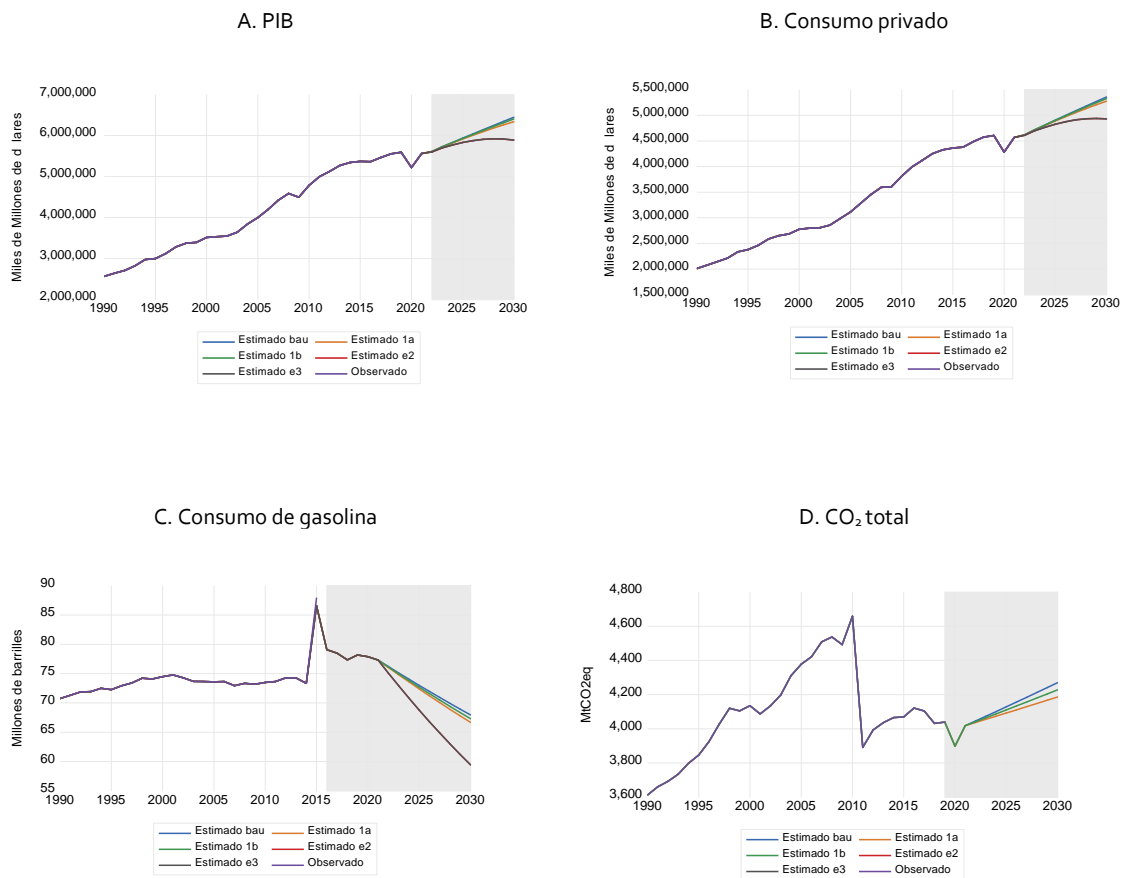 A. PIB
Miles de Millones de d lares
7,000,000
6,000,000
5,000,000
4,000,000
3,000,000
2,000,000
1990 1995 2000 2005 2010 2015 2020 2025 2030
Estimado bau Estimado 1a
Estimado 1b Estimado e2
Estimado e3 Observado
B. Consumo privado
Miles de Millones de d lares
5,500,000
5,000,000
4,500,000
4,000,000
3,500,000
3,000,000
2,500,000
2,000,000
1,500,000
1990 1995 2000 2005 2010 2015 2020 2025 2030
Estimado bau Estimado 1a
Estimado 1b Estimado e2
Estimado e3 Observado
C. Consumo de gasolina
Millones de barrilles
90
85
80
75
70
65
60
55
1990 1995 2000 2005 2010 2015 2020 2025 2030
Estimado bau Estimado 1a
Estimado 1b Estimado e2
Estimado e3 Observado
D. CO₂ total
MtCO2eq
4,800
4,600
4,400
4,200
4,000
3,800
3,600
1990 1995 2000 2005 2010 2015 2020 2025 2030
Estimado bau Estimado 1a
Estimado 1b Estimado e2
Estimado e3 Observado